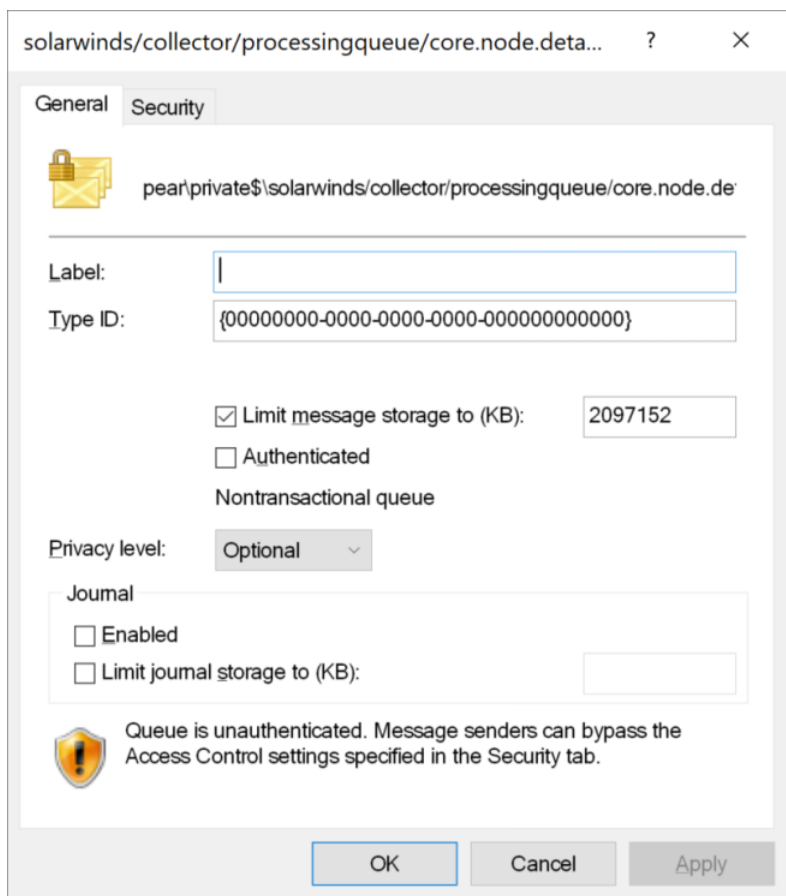 solarwinds/collector/processingqueue/core.node.deta... ? ×
General Security
pear\private$\solarwinds/collector/processingqueue/core.node.de
Label:
Type ID: {00000000-0000-0000-0000-000000000000}
Limit message storage to (KB): 2097152
Authenticated
Nontransactional queue
Privacy level: Optional
Journal
Enabled
Limit journal storage to (KB):
Queue is unauthenticated. Message senders can bypass the
Access Control settings specified in the Security tab.
OK Cancel Apply